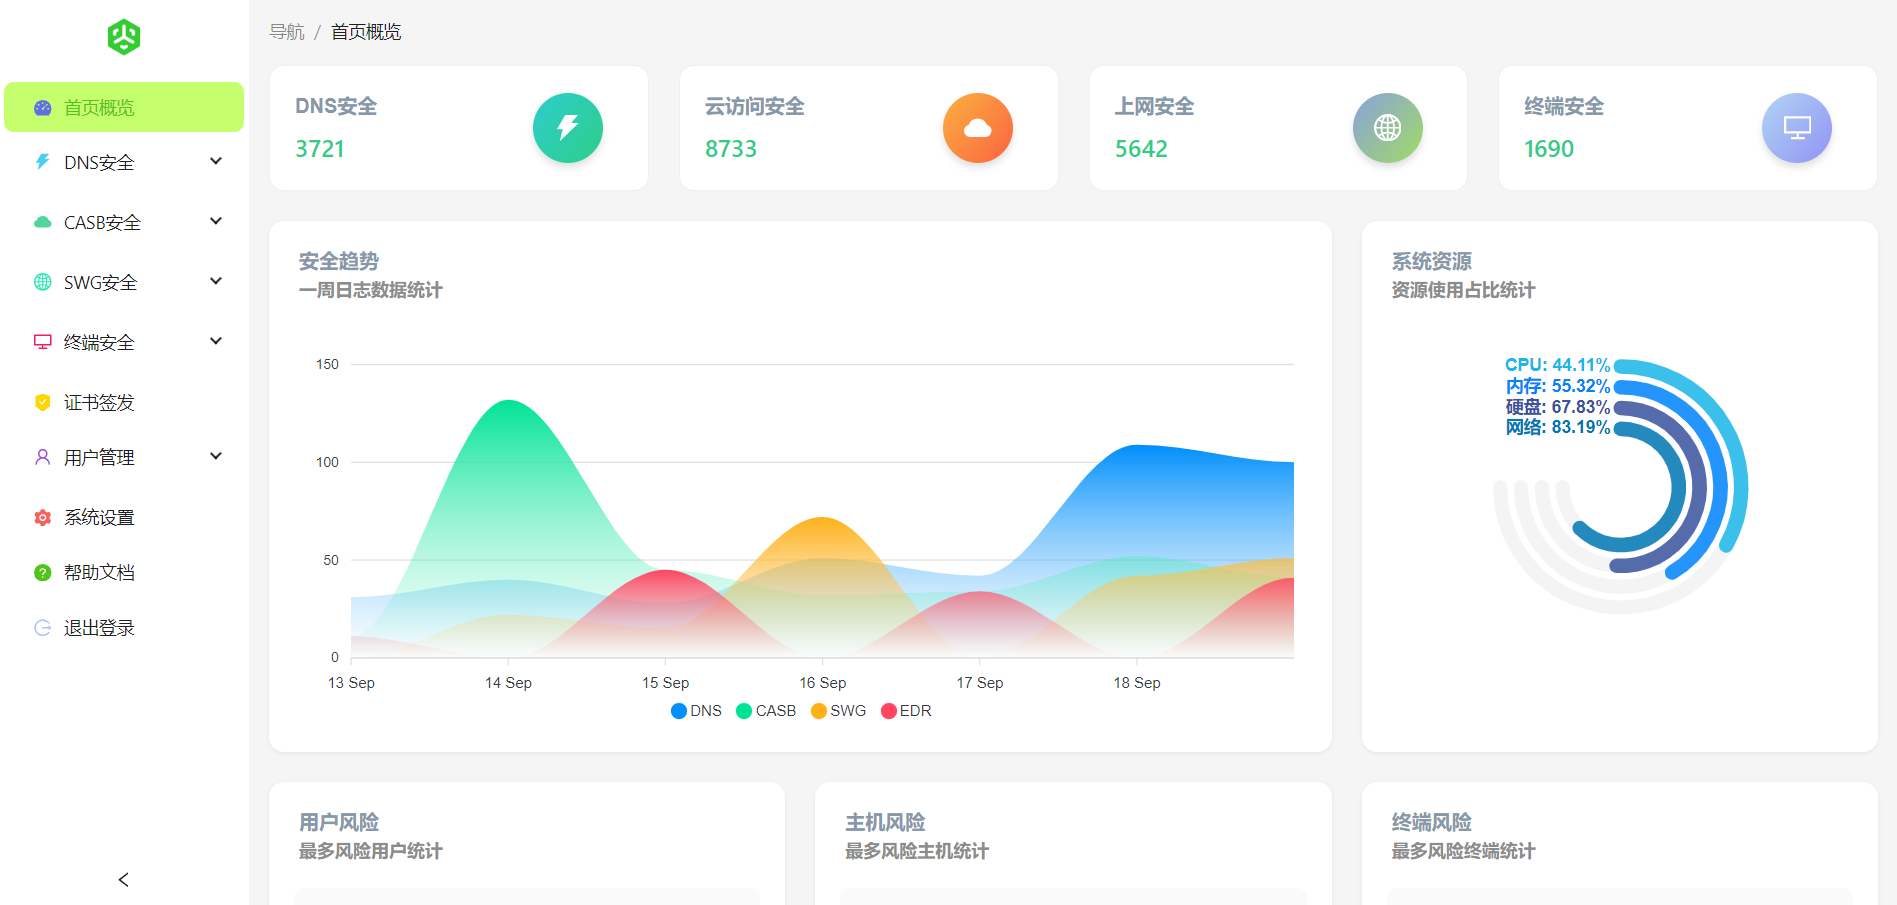 首页概览
DNS安全
CASB安全
SWG安全
终端安全
证书签发
用户管理
系统设置
帮助文档
退出登录
导航 / 首页概览
DNS安全
3721
云访问安全
8733
上网安全
5642
终端安全
1690
安全趋势
一周日志数据统计
150
100
50
0
13 Sep 14 Sep 15 Sep 16 Sep 17 Sep 18 Sep
DNS CASB SWG EDR
系统资源
资源使用占比统计
CPU: 44.11%
内存: 55.32%
硬盘: 67.83%
网络: 83.19%
用户风险
最多风险用户统计
主机风险
最多风险主机统计
终端风险
最多风险终端统计